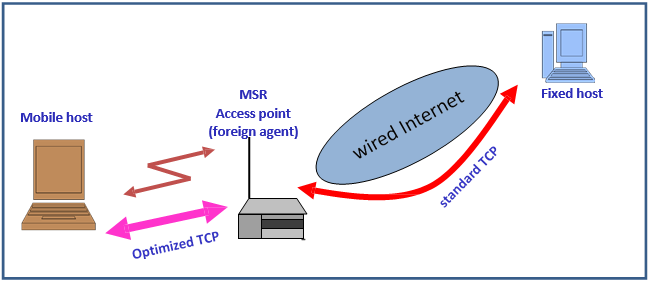 Mobile host
MSR
Access point
(foreign agent)
wired Internet
Fixed host
standard TCP
Optimized TCP